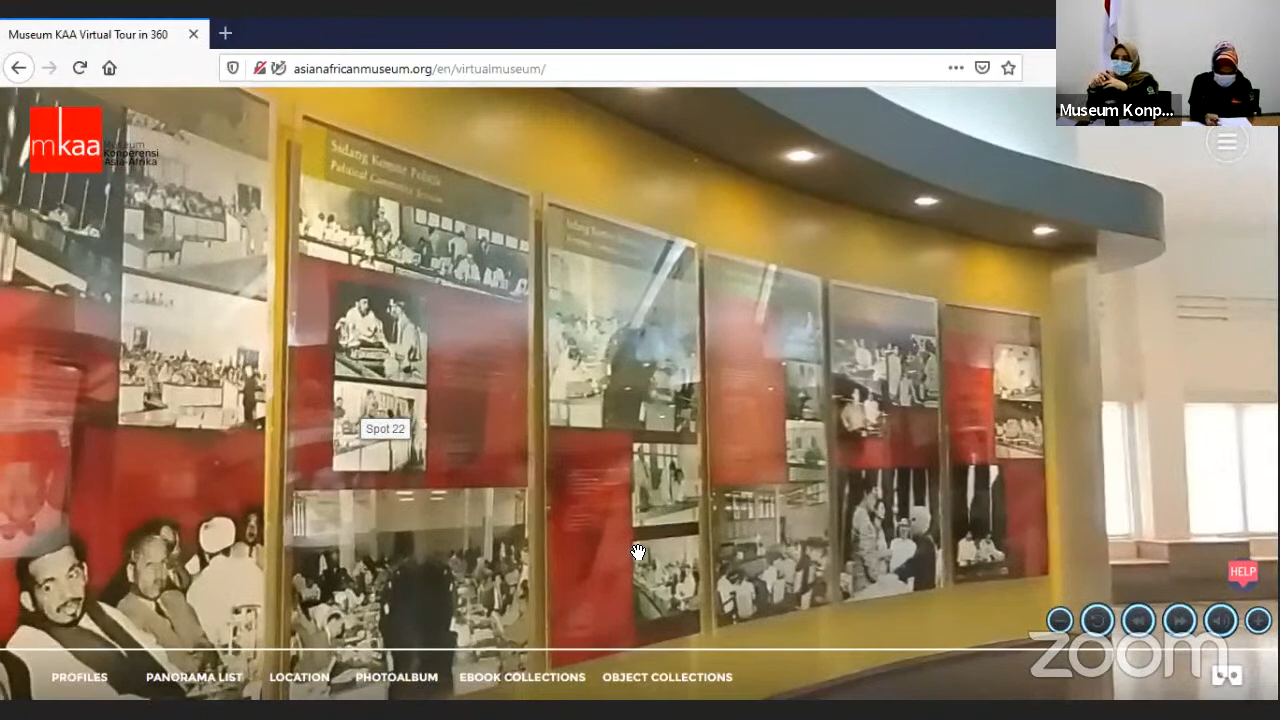 Museum KAA Virtual Tour in 360
asianafricanmuseum.org/en/virtualmuseum/
Museum Konp...
mkaa
Museum
Konperensi
Asia-Afrika
Sidang Komite Politik
Political Committee Session
Spot 22
HELP
zoom
PROFILES
PANORAMA LIST
LOCATION
PHOTOALBUM
EBOOK COLLECTIONS
OBJECT COLLECTIONS